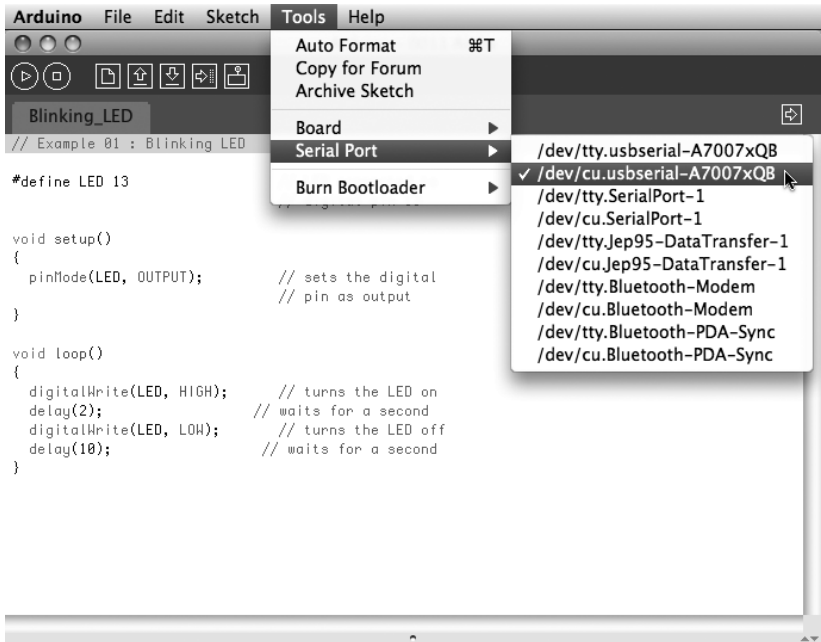 Arduino File Edit Sketch Tools Help
Auto Format ⌘T
Copy for Forum
Archive Sketch
Board
Serial Port
Burn Bootloader
/dev/tty.usbserial-A7007xQB
✓ /dev/cu.usbserial-A7007xQB
/dev/tty.SerialPort-1
/dev/cu.SerialPort-1
/dev/tty.Jep95-DataTransfer-1
/dev/cu.Jep95-DataTransfer-1
/dev/tty.Bluetooth-Modem
/dev/cu.Bluetooth-Modem
/dev/tty.Bluetooth-PDA-Sync
/dev/cu.Bluetooth-PDA-Sync
Blinking_LED
// Example 01 : Blinking LED
#define LED 13
void setup()
{
pinMode(LED, OUTPUT); // sets the digital
// pin as output
}
void loop()
{
digitalWrite(LED, HIGH); // turns the LED on
delay(2); // waits for a second
digitalWrite(LED, LOW); // turns the LED off
delay(10); // waits for a second
}